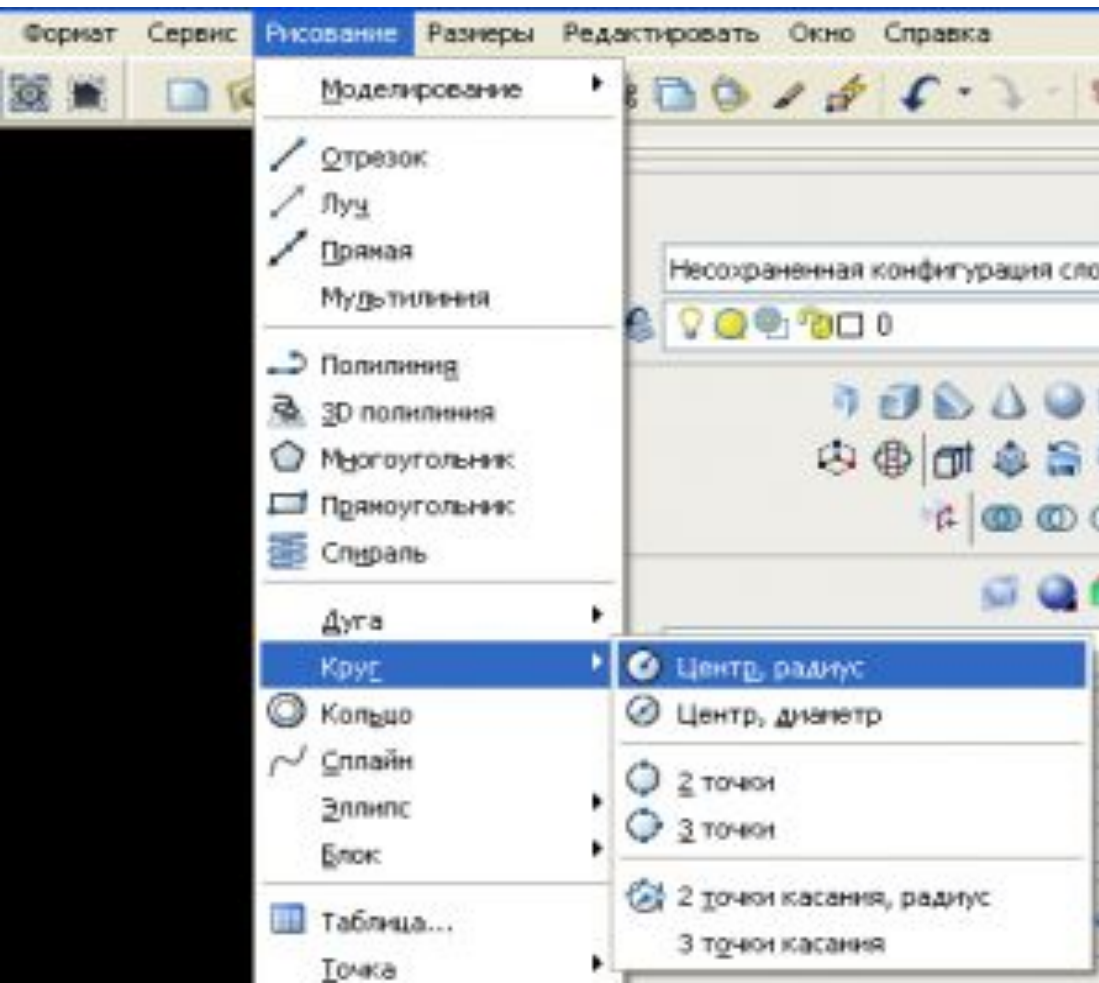 Формат Сервис Рисование Размеры Редактировать Окно Справка
Моделирование
Отрезок
Луч
Прямая
Мультилиния
Полилиния
3D полилиния
Многоугольник
Прямоугольник
Спираль
Дуга
Круг
Кольцо
Сплайн
Эллипс
Блок
Таблица...
Точка
Несохраненная конфигурация сло
0
Центр, радиус
Центр, диаметр
2 точки
3 точки
2 точки касания, радиус
3 точки касания